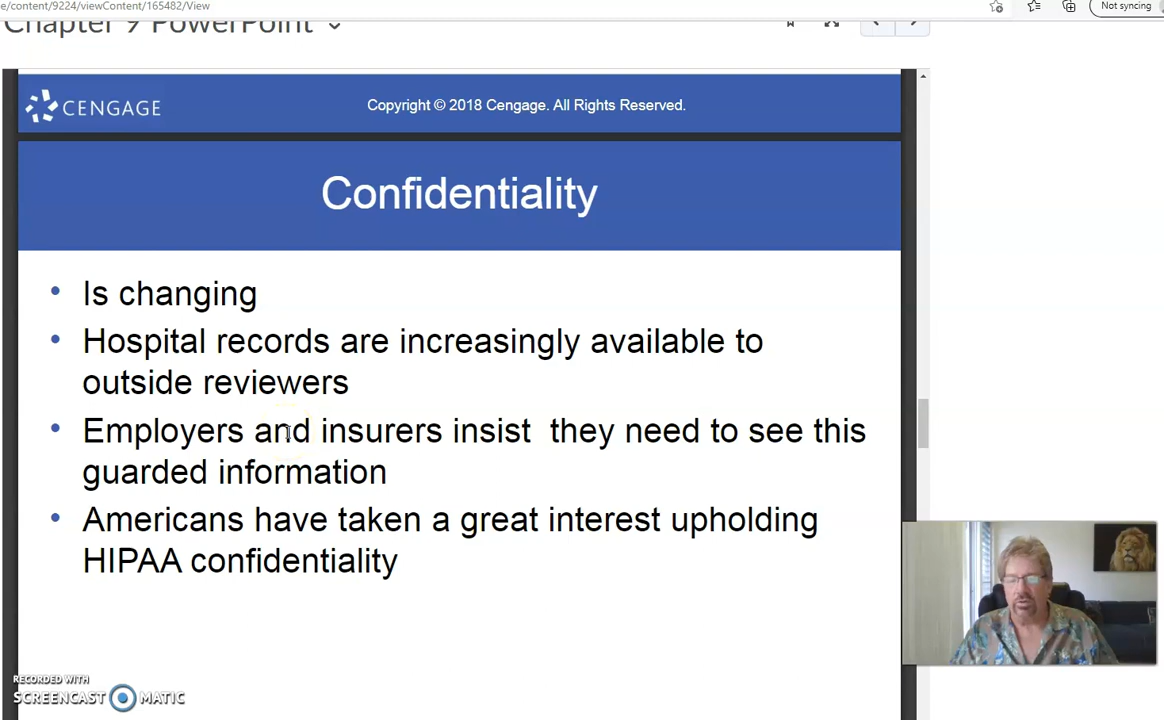 e/content/9224/viewContent/165482/View
Not syncing
Chapter 9 PowerPoint
CENGAGE
Copyright © 2018 Cengage. All Rights Reserved.
Confidentiality
• Is changing
• Hospital records are increasingly available to
outside reviewers
• Employers and insurers insist they need to see this
guarded information
• Americans have taken a great interest upholding
HIPAA confidentiality
RECORDED WITH
SCREENCAST MATIC